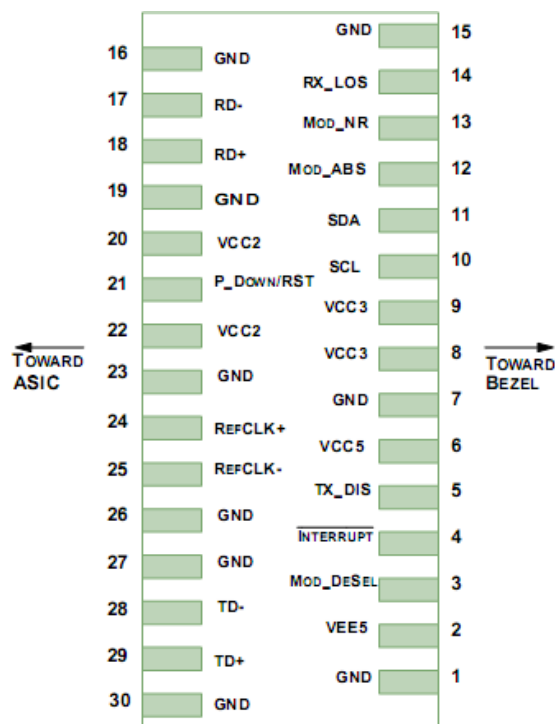 GND 15
16 GND
RX_LOS 14
17 RD-
MOD_NR 13
18 RD+
MOD_ABS 12
19 GND
SDA 11
20 VCC2
SCL 10
21 P_DOWN/RST
VCC3 9
22 VCC2
VCC3 8
TOWARD ASIC
TOWARD BEZEL
23 GND
GND 7
24 REFCLK+
VCC5 6
25 REFCLK-
TX_DIS 5
26 GND
INTERRUPT 4
27 GND
MOD_DESEL 3
28 TD-
VEE5 2
29 TD+
GND 1
30 GND